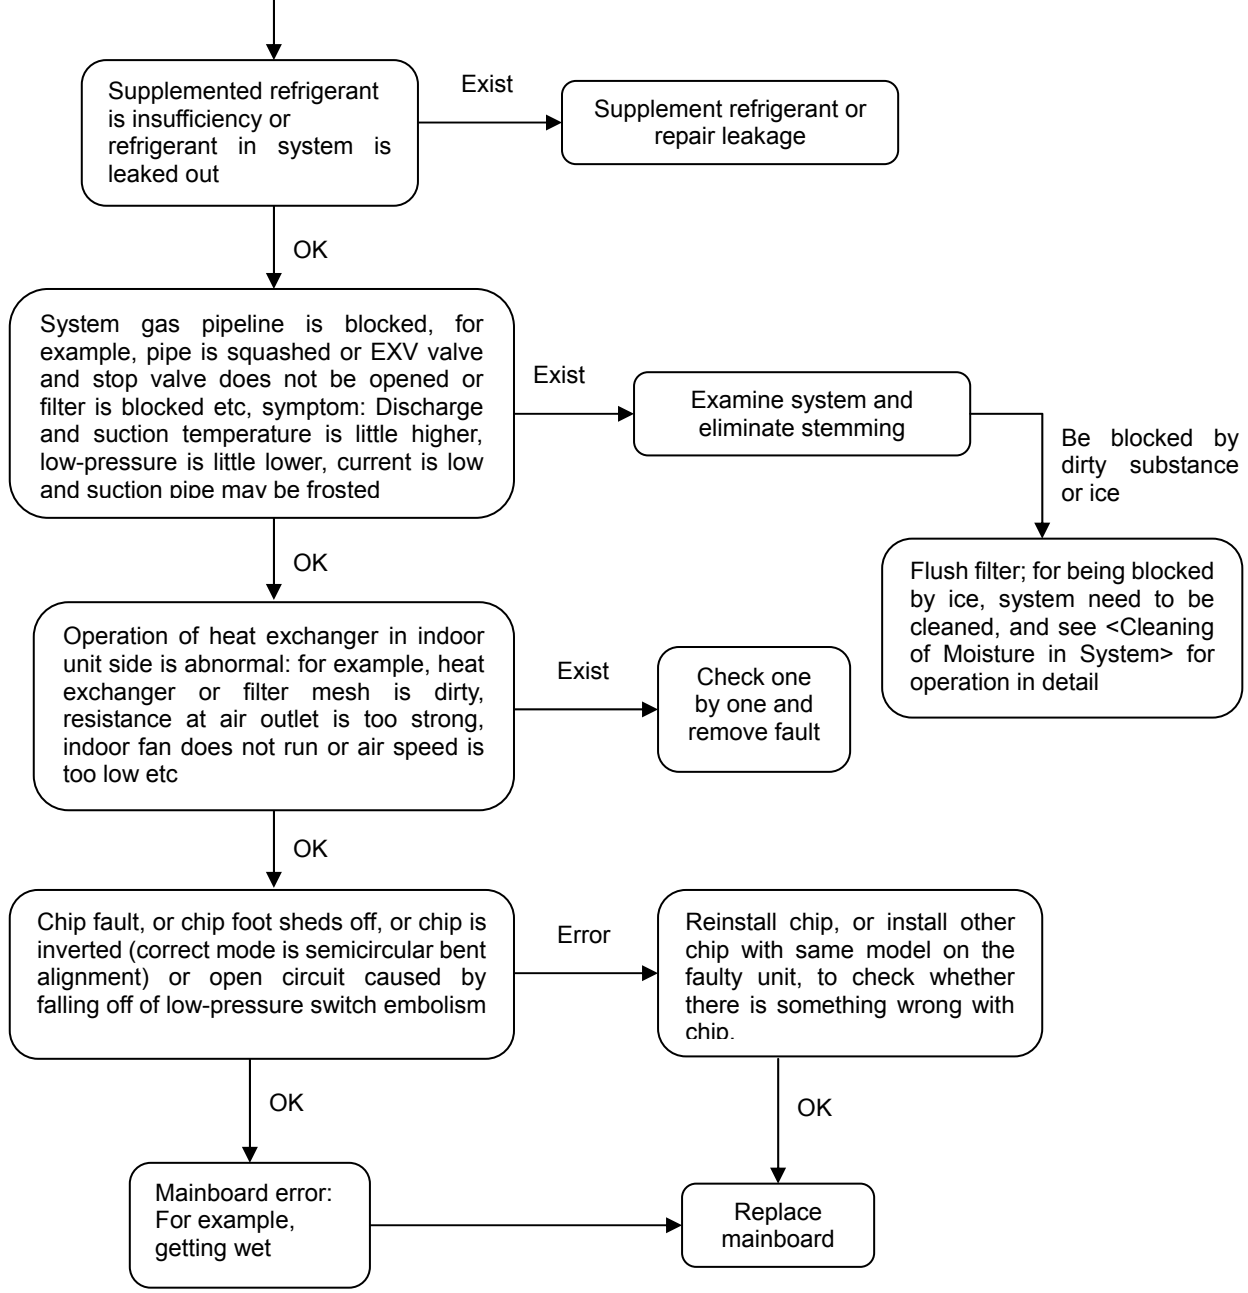 Supplemented refrigerant
is insufficiency or
refrigerant in system is
leaked out
Exist
Supplement refrigerant or
repair leakage
OK
System gas pipeline is blocked, for
example, pipe is squashed or EXV valve
and stop valve does not be opened or
filter is blocked etc, symptom: Discharge
and suction temperature is little higher,
low-pressure is little lower, current is low
and suction pipe may be frosted
Exist
Examine system and
eliminate stemming
Be blocked by
dirty substance
or ice
Flush filter; for being blocked
by ice, system need to be
cleaned, and see <Cleaning
of Moisture in System> for
operation in detail
OK
Operation of heat exchanger in indoor
unit side is abnormal: for example, heat
exchanger or filter mesh is dirty,
resistance at air outlet is too strong,
indoor fan does not run or air speed is
too low etc
Exist
Check one
by one and
remove fault
OK
Chip fault, or chip foot sheds off, or chip is
inverted (correct mode is semicircular bent
alignment) or open circuit caused by
falling off of low-pressure switch embolism
Error
Reinstall chip, or install other
chip with same model on the
faulty unit, to check whether
there is something wrong with
chip.
OK
OK
Mainboard error:
For example,
getting wet
Replace
mainboard